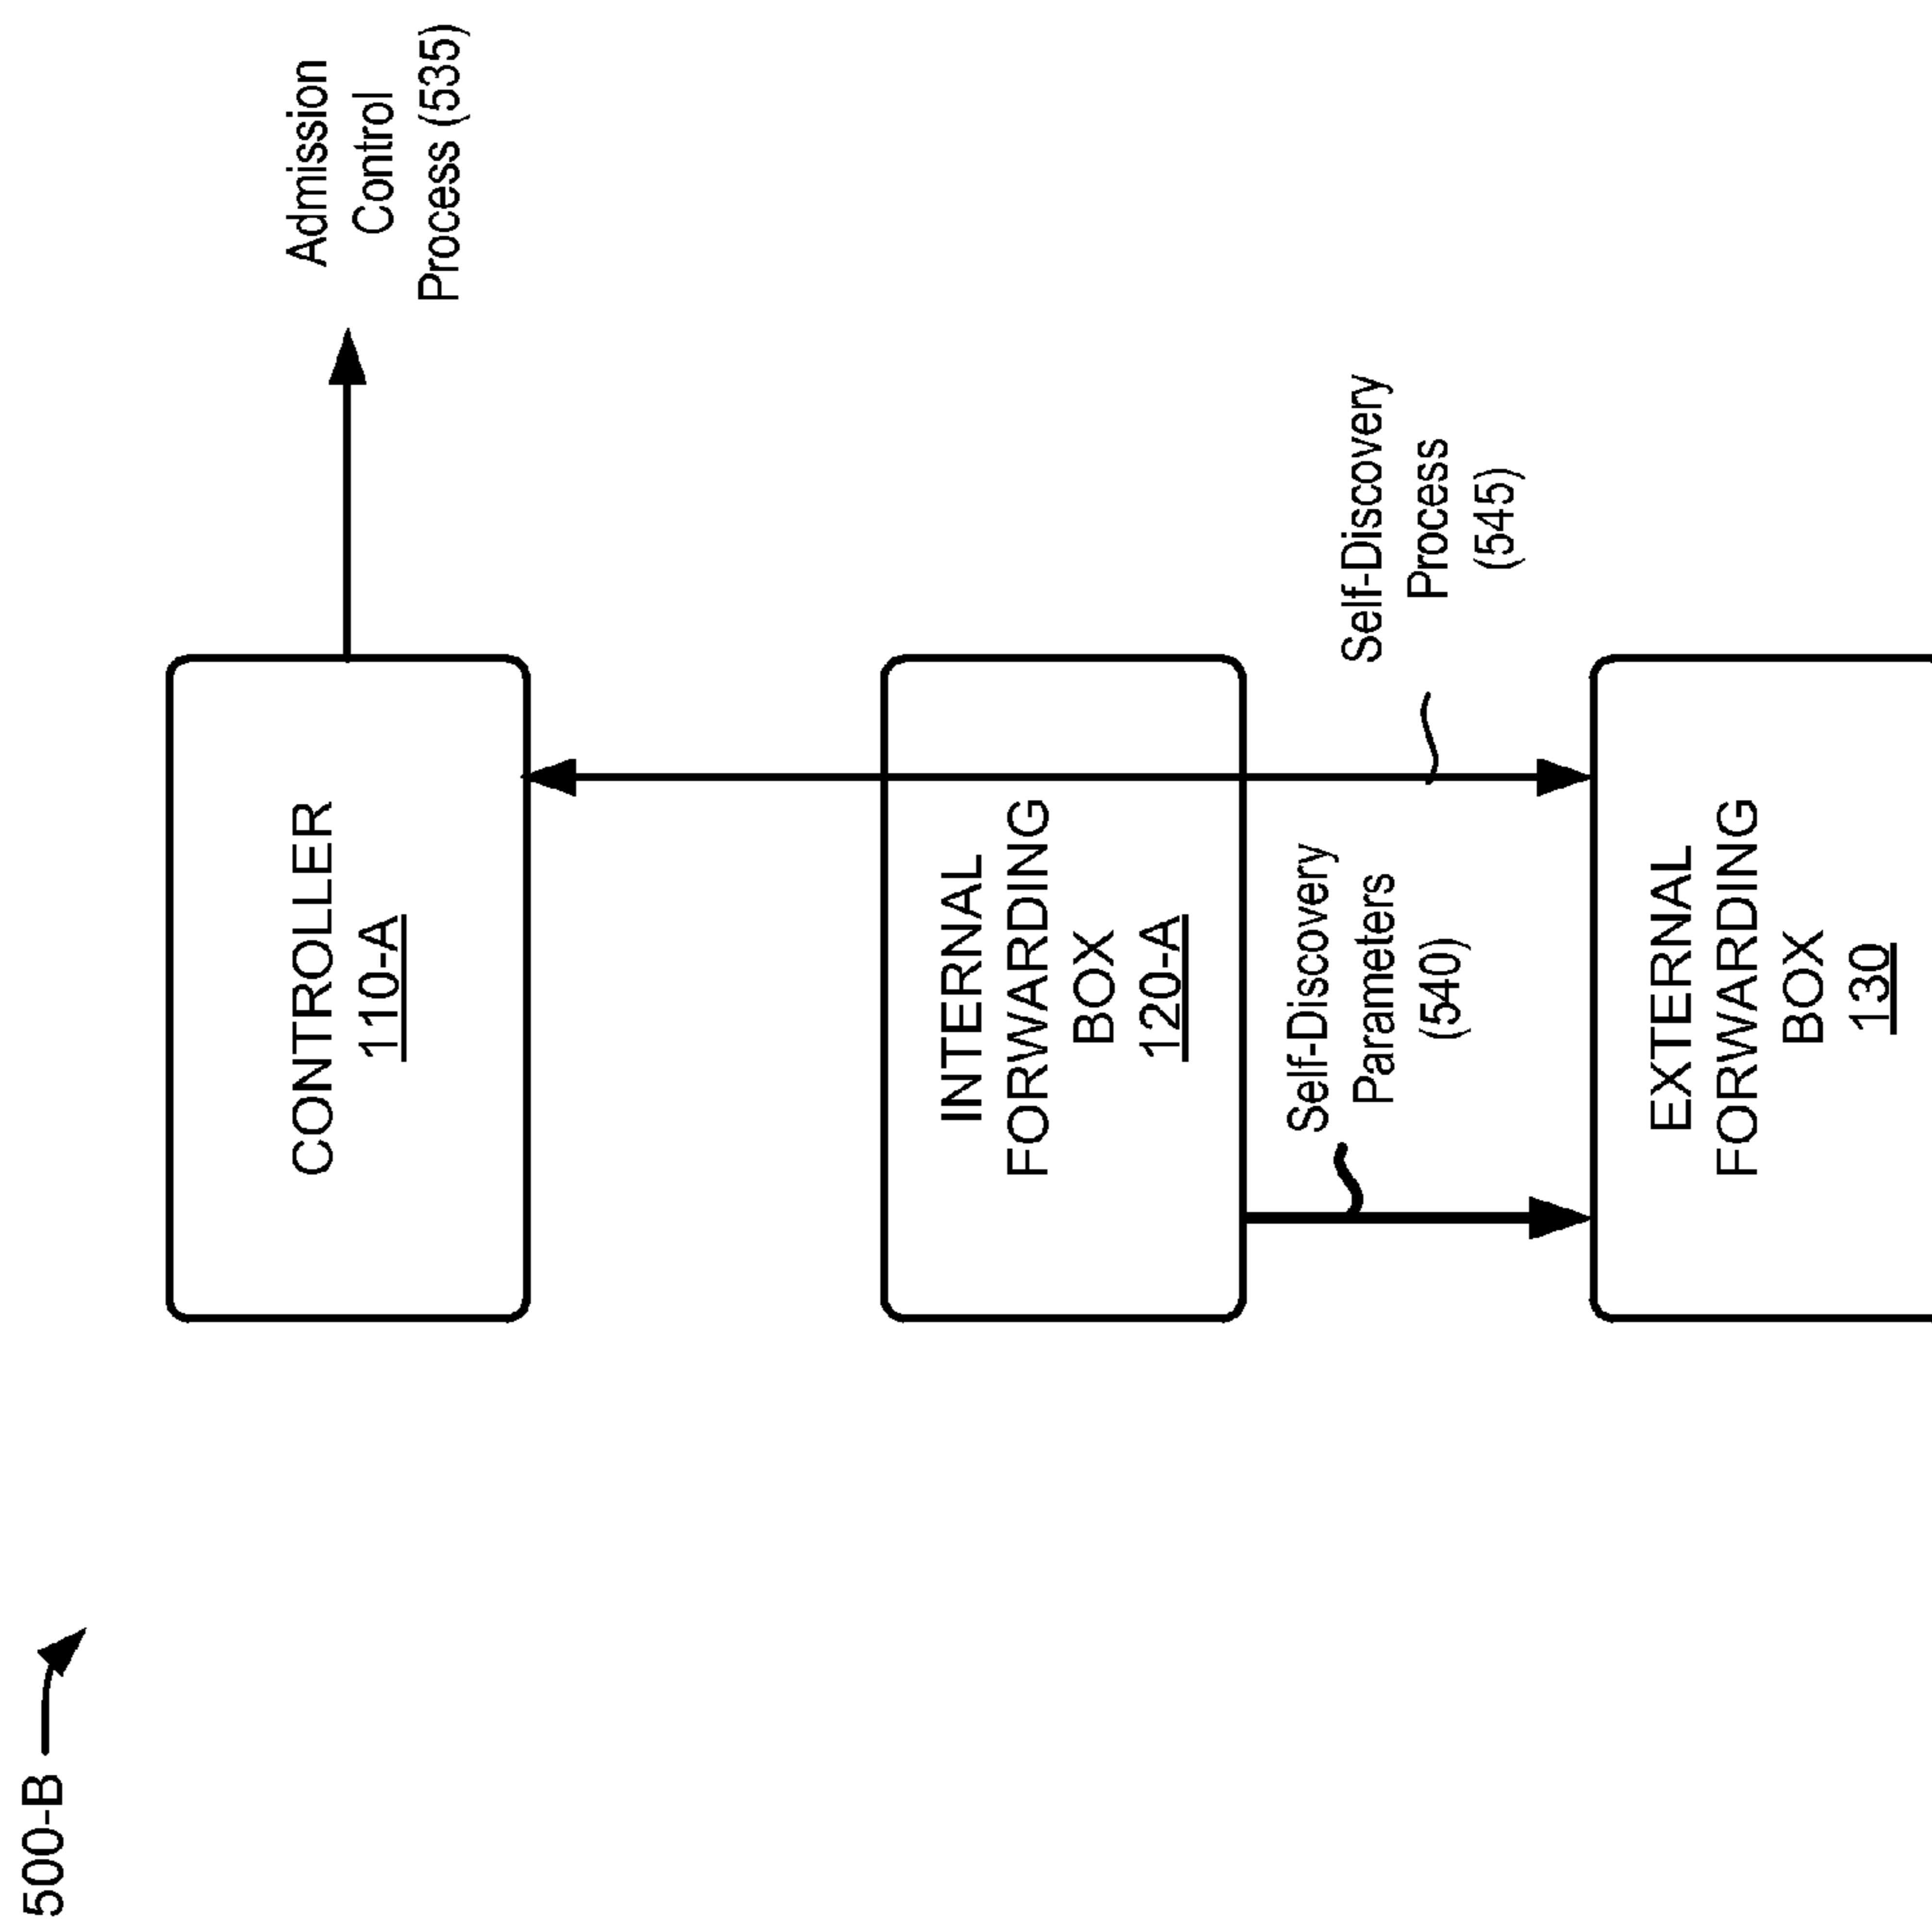 500-B
CONTROLLER
110-A
Admission
Control
Process (535)
INTERNAL
FORWARDING
BOX
120-A
Self-Discovery
Parameters
(540)
Self-Discovery
Process
(545)
EXTERNAL
FORWARDING
BOX
130